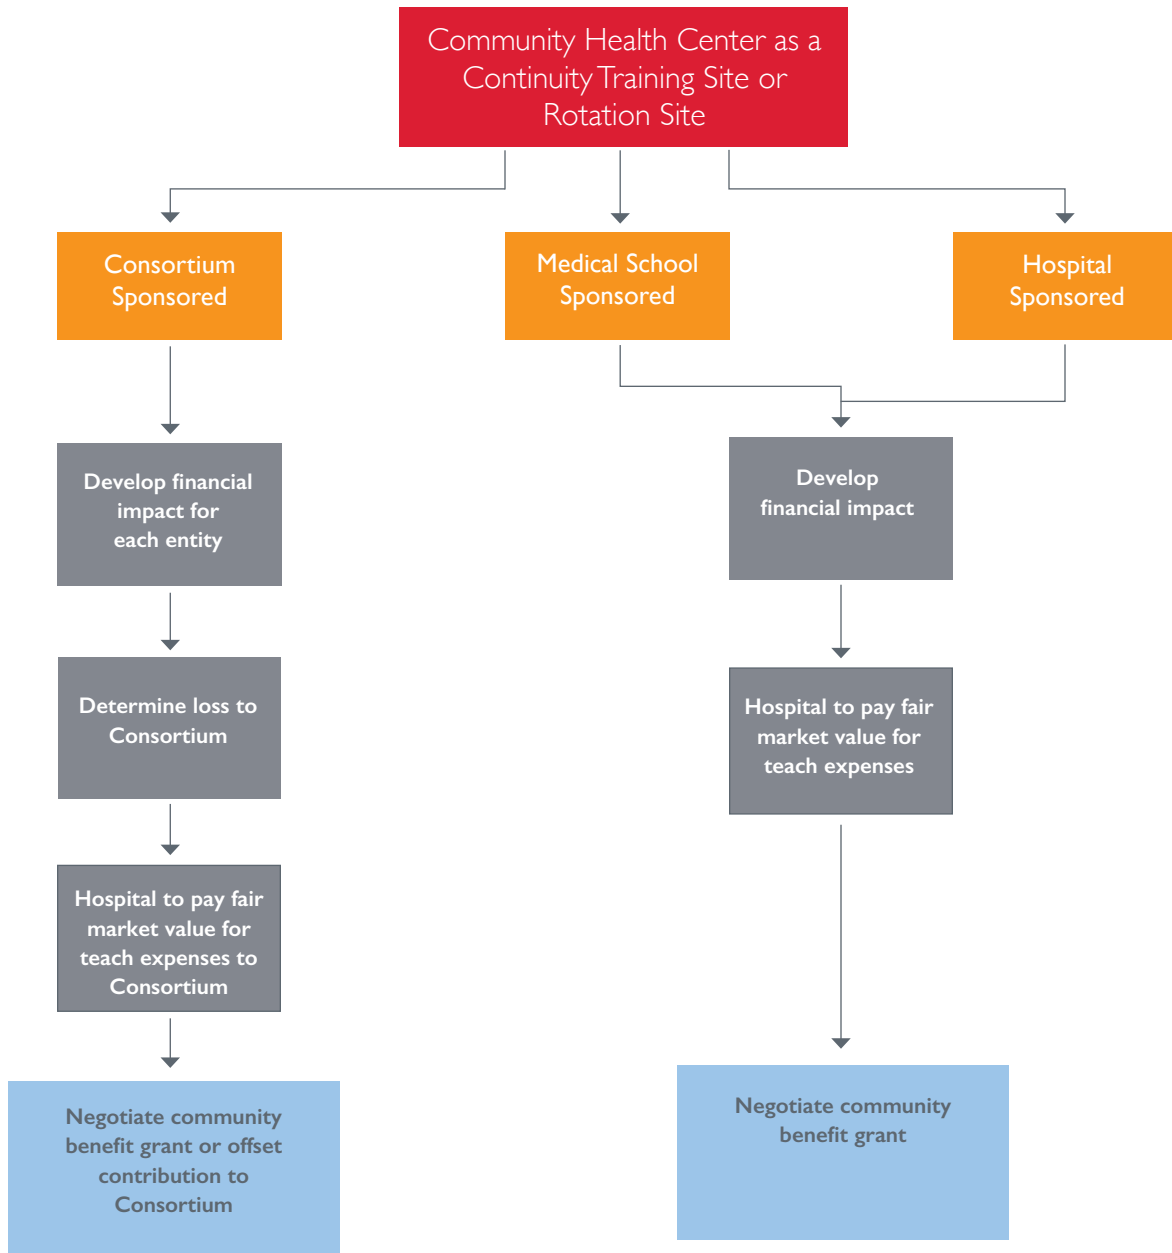 Community Health Center as a
Continuity Training Site or
Rotation Site
Consortium
Sponsored
Medical School
Sponsored
Hospital
Sponsored
Develop financial
impact for
each entity
Develop
financial impact
Determine loss to
Consortium
Hospital to pay fair
market value for
teach expenses
Hospital to pay fair
market value for
teach expenses to
Consortium
Negotiate community
benefit grant or offset
contribution to
Consortium
Negotiate community
benefit grant